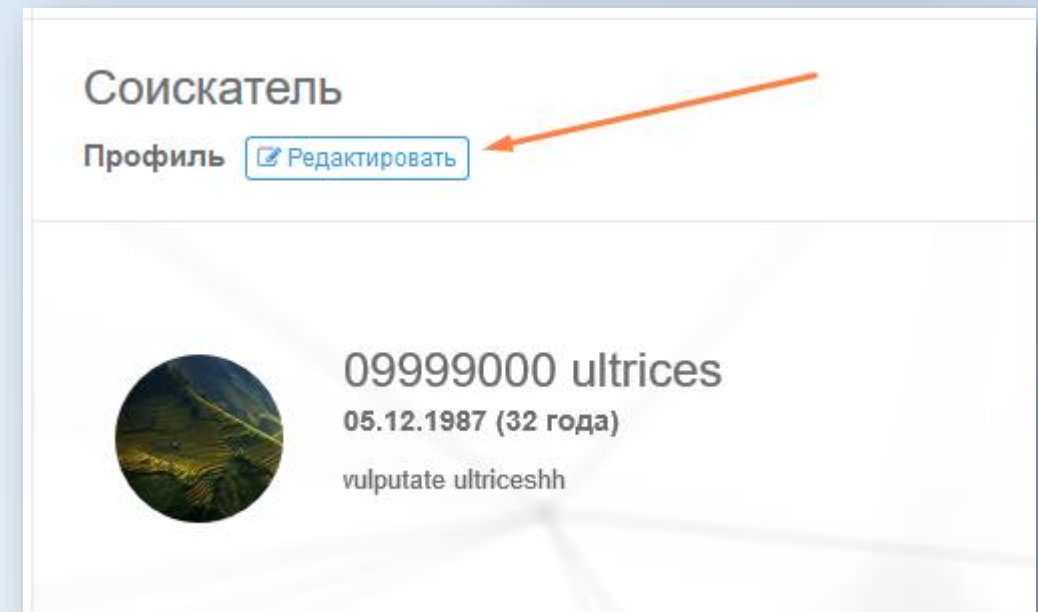 Соискатель
Профиль Редактировать
09999000 ultrices
05.12.1987 (32 года)
vulputate ultriceshh